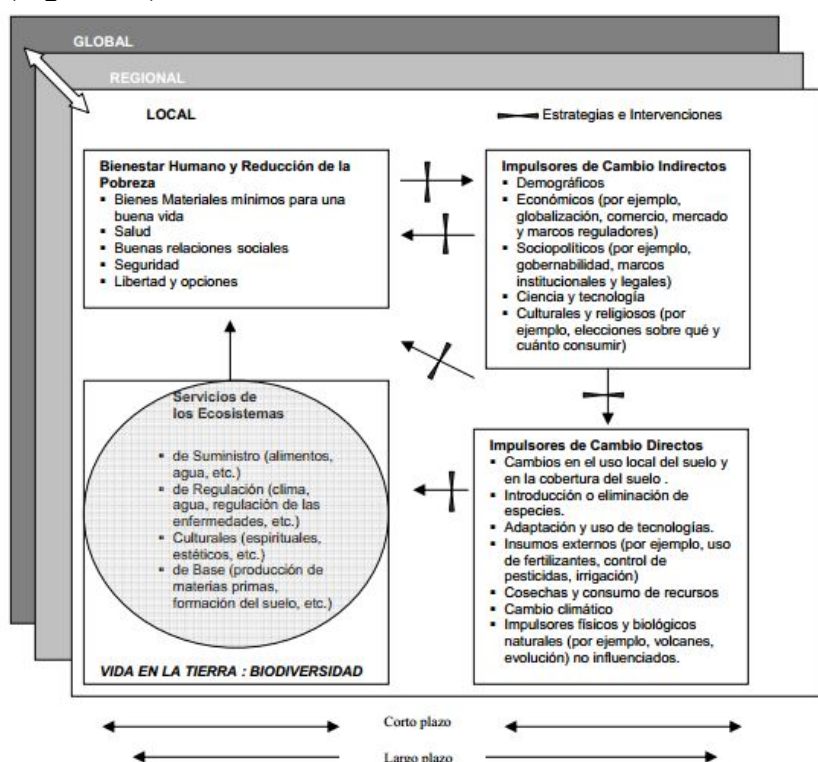 GLOBAL
REGIONAL
LOCAL
Estrategias e Intervenciones
Bienestar Humano y Reducción de la
Pobreza
▪ Bienes Materiales mínimos para una
buena vida
▪ Salud
▪ Buenas relaciones sociales
▪ Seguridad
▪ Libertad y opciones
Impulsores de Cambio Indirectos
▪ Demográficos
▪ Económicos (por ejemplo,
globalización, comercio, mercado
y marcos reguladores)
▪ Sociopolíticos (por ejemplo,
gobernabilidad, marcos
institucionales y legales)
▪ Ciencia y tecnología
▪ Culturales y religiosos (por
ejemplo, elecciones sobre qué y
cuánto consumir)
Servicios de
los Ecosistemas
▪ de Suministro (alimentos,
agua, etc.)
▪ de Regulación (clima,
agua, regulación de las
enfermedades, etc.)
▪ Culturales (espirituales,
estéticos, etc.)
▪ de Base (producción de
materias primas,
formación del suelo, etc.)
VIDA EN LA TIERRA : BIODIVERSIDAD
Impulsores de Cambio Directos
▪ Cambios en el uso local del suelo y
en la cobertura del suelo .
▪ Introducción o eliminación de
especies.
▪ Adaptación y uso de tecnologías.
▪ Insumos externos (por ejemplo, uso
de fertilizantes, control de
pesticidas, irrigación)
▪ Cosechas y consumo de recursos
▪ Cambio climático
▪ Impulsores físicos y biológicos
naturales (por ejemplo, volcanes,
evolución) no influenciados.
Corto plazo
Largo plazo